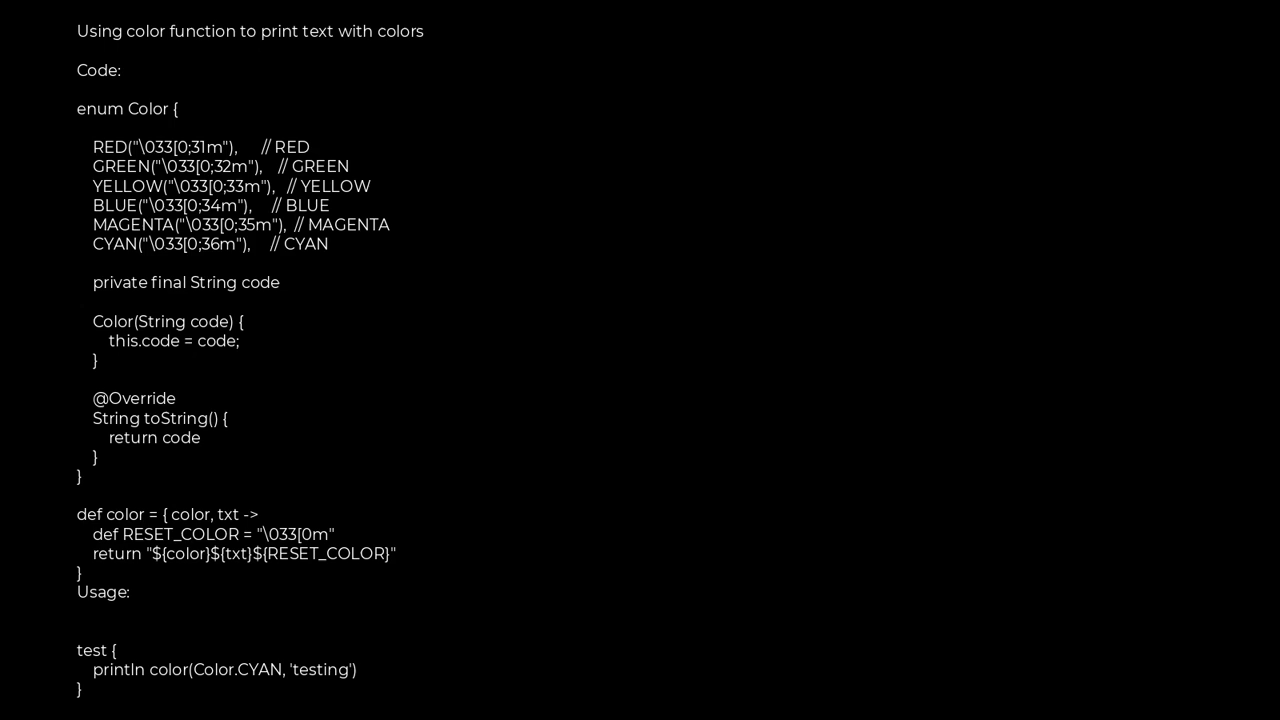 Using color function to print text with colors
Code:
enum Color {
RED("\033[0;31m"),      // RED
GREEN("\033[0;32m"),    // GREEN
YELLOW("\033[0;33m"),   // YELLOW
BLUE("\033[0;34m"),     // BLUE
MAGENTA("\033[0;35m"),  // MAGENTA
CYAN("\033[0;36m"),     // CYAN
private final String code
Color(String code) {
this.code = code;
}
@Override
String toString() {
return code
}
}
def color = { color, txt ->
def RESET_COLOR = "\033[0m"
return "${color}${txt}${RESET_COLOR}"
}
Usage:
test {
println color(Color.CYAN, 'testing')
}